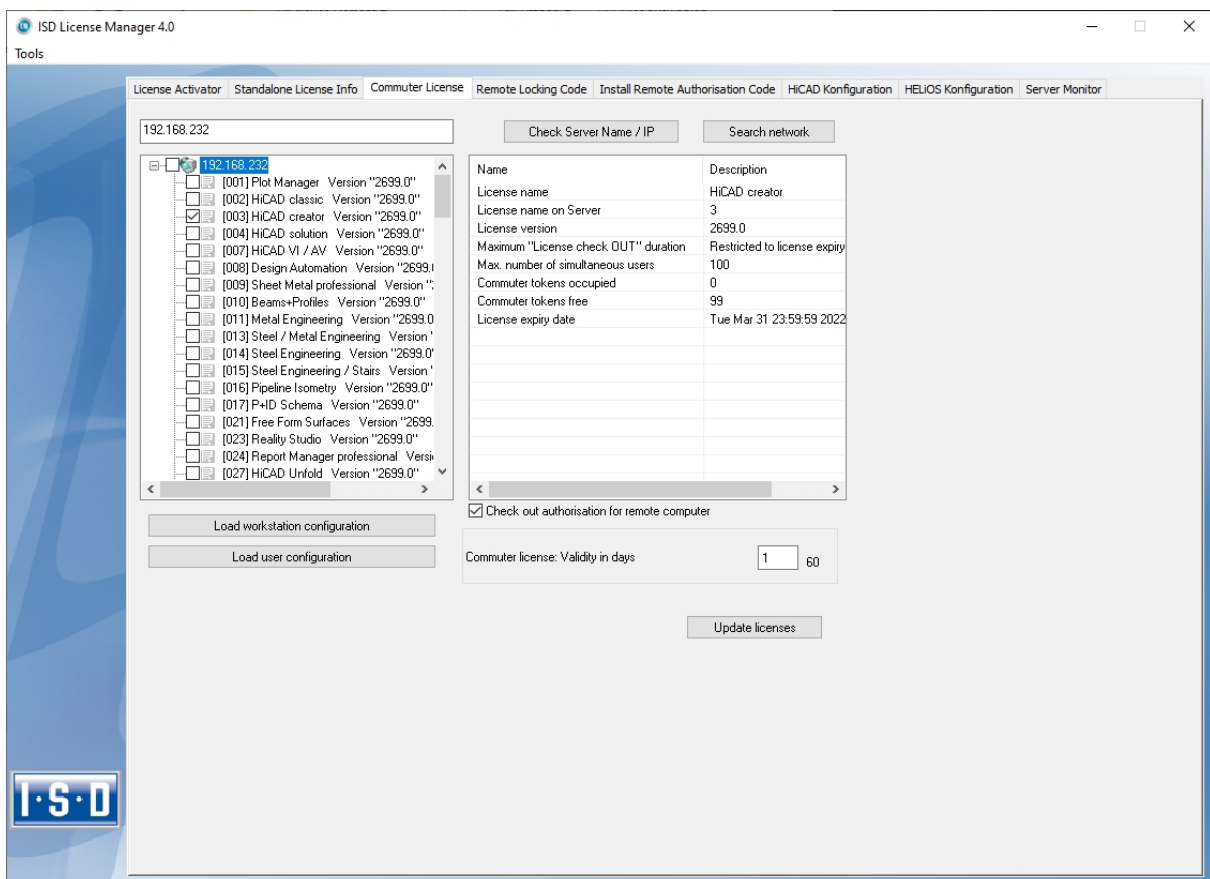 ISD License Manager 4.0
Tools
License Activator Standalone License Info Commuter License Remote Locking Code Install Remote Authorisation Code HiCAD Konfiguration HELiOS Konfiguration Server Monitor
192.168.232
Check Server Name / IP
Search network
192.168.232
[001] Plot Manager Version "2699.0"
[002] HiCAD classic Version "2699.0"
[003] HiCAD creator Version "2699.0"
[004] HiCAD solution Version "2699.0"
[007] HiCAD VI / AV Version "2699.0"
[008] Design Automation Version "2699.
[009] Sheet Metal professional Version "
[010] Beams+Profiles Version "2699.0"
[011] Metal Engineering Version "2699.0
[013] Steel / Metal Engineering Version "
[014] Steel Engineering Version "2699.0"
[015] Steel Engineering / Stairs Version "
[016] Pipeline Isometry Version "2699.0"
[017] P+ID Schema Version "2699.0"
[021] Free Form Surfaces Version "2699.
[023] Reality Studio Version "2699.0"
[024] Report Manager professional Versi
[027] HiCAD Unfold Version "2699.0"
Name Description
License name HiCAD creator
License name on Server 3
License version 2699.0
Maximum "License check OUT" duration Restricted to license expiry
Max. number of simultaneous users 100
Commuter tokens occupied 0
Commuter tokens free 99
License expiry date Tue Mar 31 23:59:59 2022
Load workstation configuration
Load user configuration
Check out authorisation for remote computer
Commuter license: Validity in days 1 60
Update licenses
I·S·D